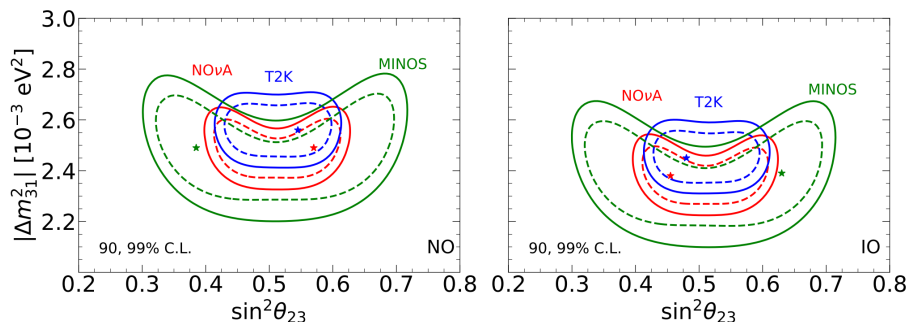 3.0
2.8
2.6
2.4
2.2
2.0
|Δm²₃₁| [10⁻³ eV²]
NOνA
T2K
MINOS
90, 99% C.L.
NO
0.2 0.3 0.4 0.5 0.6 0.7 0.8
sin²θ₂₃
NOνA
T2K
MINOS
90, 99% C.L.
IO
0.2 0.3 0.4 0.5 0.6 0.7 0.8
sin²θ₂₃